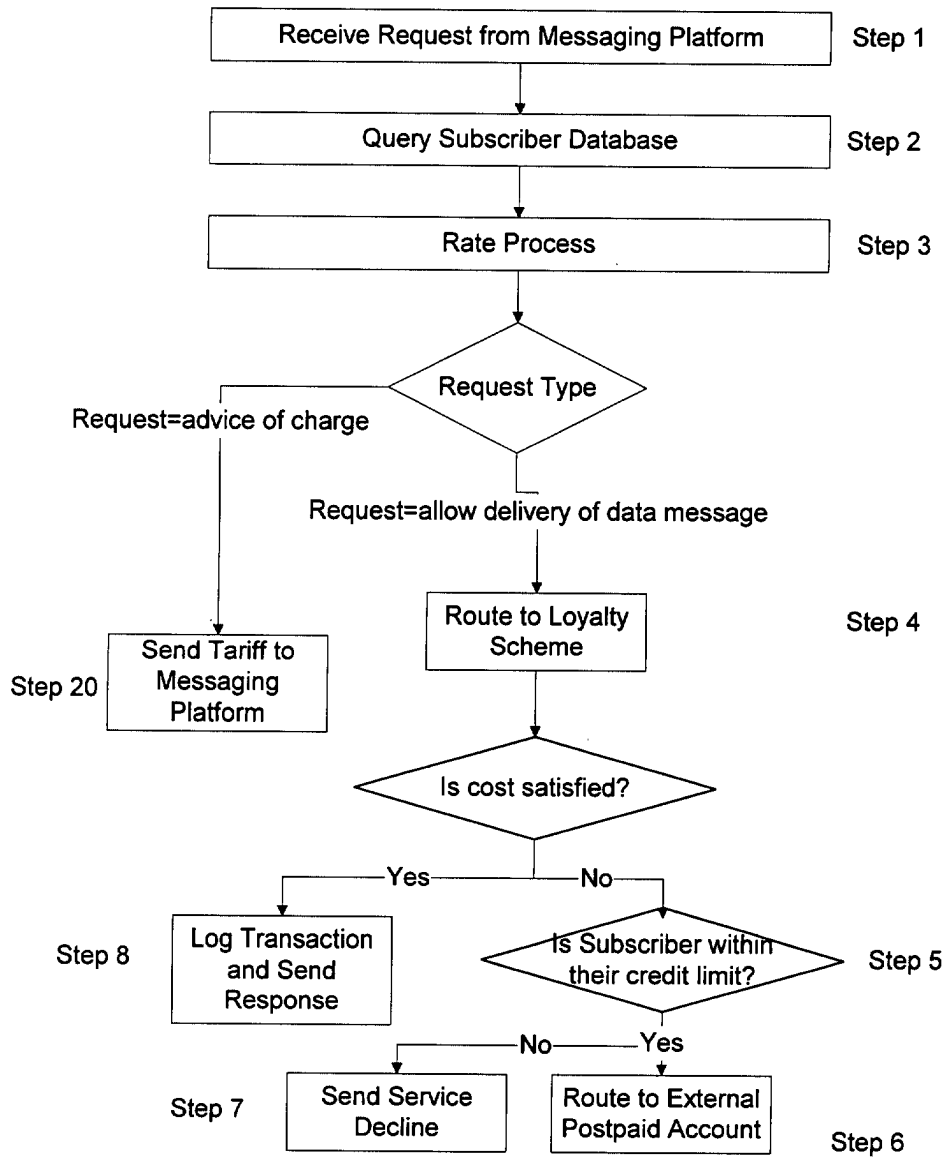 Receive Request from Messaging Platform
Step 1
Query Subscriber Database
Step 2
Rate Process
Step 3
Request Type
Request=advice of charge
Request=allow delivery of data message
Route to Loyalty
Scheme
Step 4
Send Tariff to
Messaging
Platform
Step 20
Is cost satisfied?
Yes
No
Step 8
Log Transaction
and Send
Response
Is Subscriber within
their credit limit?
Step 5
No
Yes
Step 7
Send Service
Decline
Route to External
Postpaid Account
Step 6